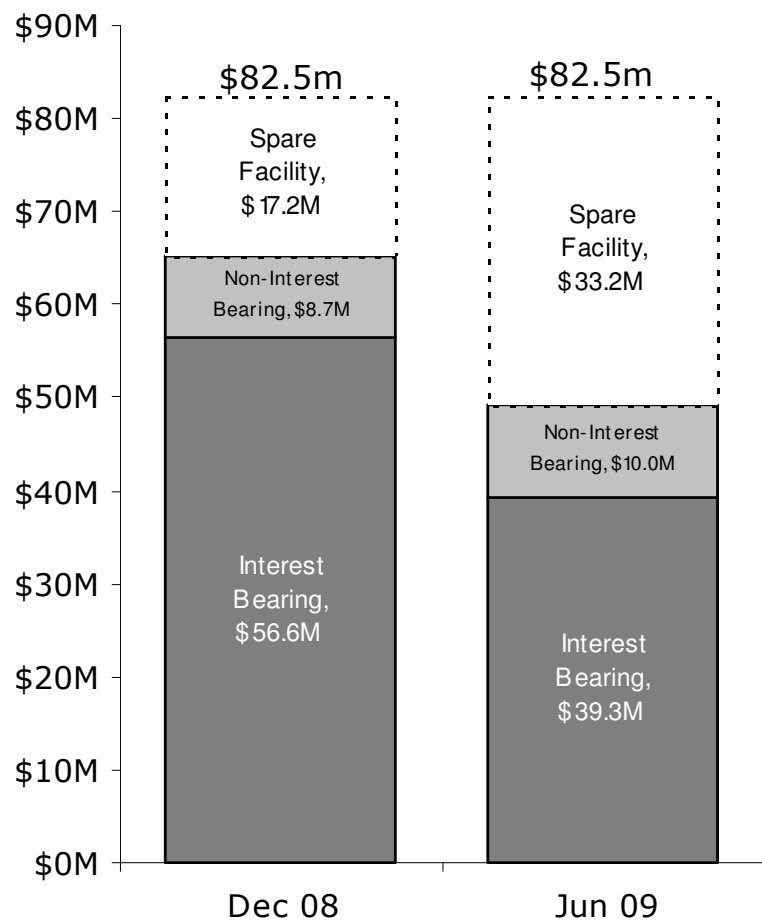 $90M
$80M
$70M
$60M
$50M
$40M
$30M
$20M
$10M
$0M
$82.5m
Spare
Facility,
$17.2M
Non-Interest
Bearing, $8.7M
Interest
Bearing,
$56.6M
Dec 08
$82.5m
Spare
Facility,
$33.2M
Non-Interest
Bearing, $10.0M
Interest
Bearing,
$39.3M
Jun 09